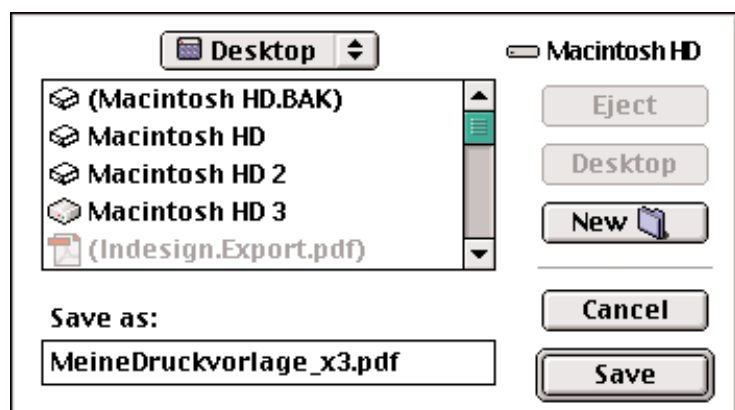 Desktop
Macintosh HD
(Macintosh HD.BAK)
Macintosh HD
Macintosh HD 2
Macintosh HD 3
(Indesign.Export.pdf)
Eject
Desktop
New
Save as:
MeineDruckvorlage_x3.pdf
Cancel
Save